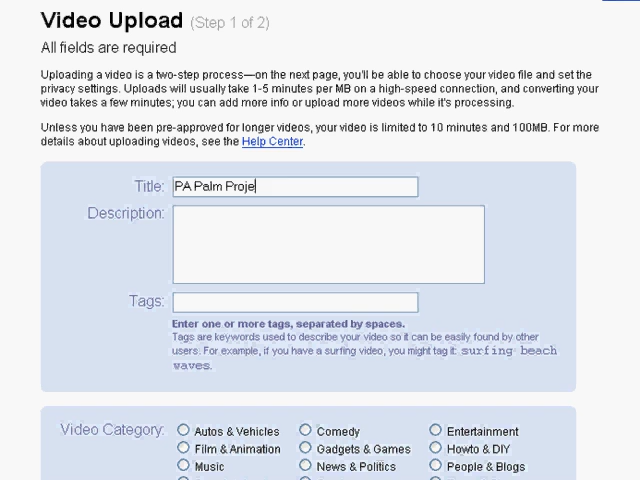 Video Upload (Step 1 of 2)
All fields are required
Uploading a video is a two-step process—on the next page, you'll be able to choose your video file and set the
privacy settings. Uploads will usually take 1-5 minutes per MB on a high-speed connection, and converting your
video takes a few minutes; you can add more info or upload more videos while it's processing.
Unless you have been pre-approved for longer videos, your video is limited to 10 minutes and 100MB. For more
details about uploading videos, see the Help Center.
Title: PA Palm Proje
Description:
Tags:
Enter one or more tags, separated by spaces.
Tags are keywords used to describe your video so it can be easily found by other
users. For example, if you have a surfing video, you might tag it: surfing beach
waves.
Video Category: Autos & Vehicles Comedy Entertainment
Film & Animation Gadgets & Games Howto & DIY
Music News & Politics People & Blogs